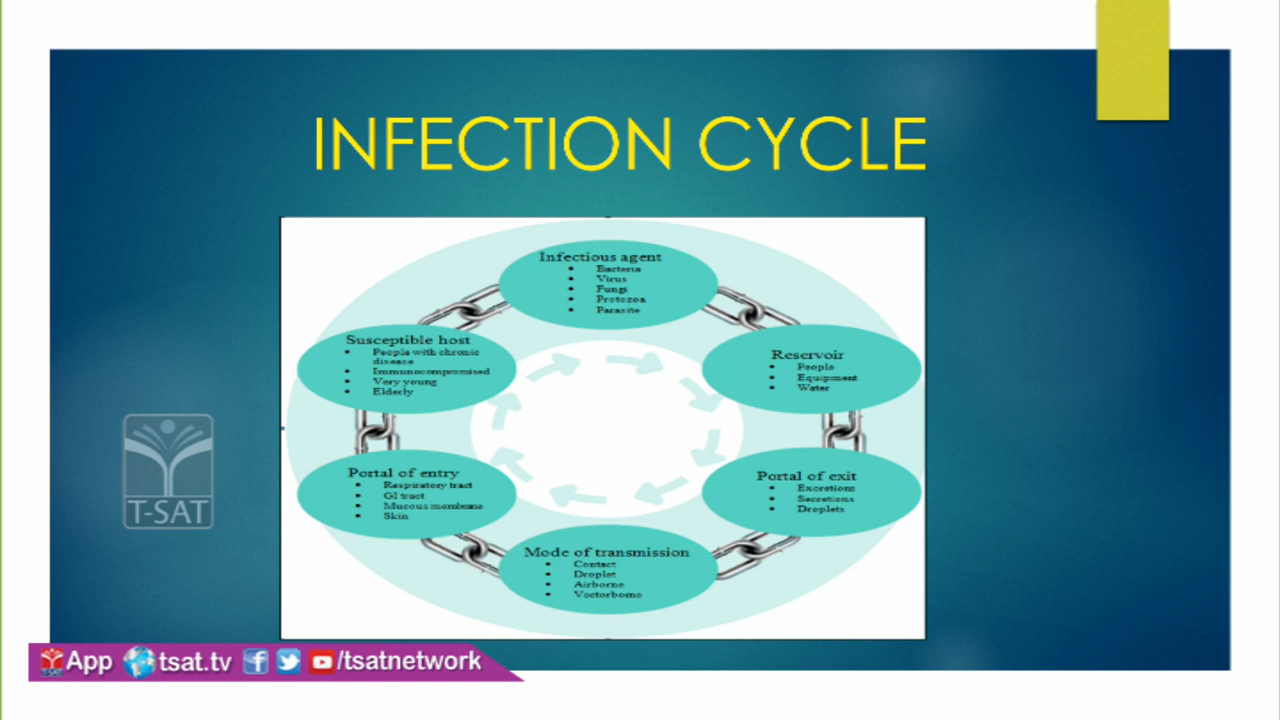 INFECTION CYCLE
Infectious agent
• Bacteria
• Virus
• Fungi
• Protozoa
• Parasite
Reservoir
• People
• Equipment
• Water
Portal of exit
• Excretions
• Secretions
• Droplets
Mode of transmission
• Contact
• Droplet
• Airborne
• Vectorborne
Portal of entry
• Respiratory tract
• GI tract
• Mucous membrane
• Skin
Susceptible host
• People with chronic
disease
• Immunocompromised
• Very young
• Elderly
T-SAT
App tsat.tv /tsatnetwork